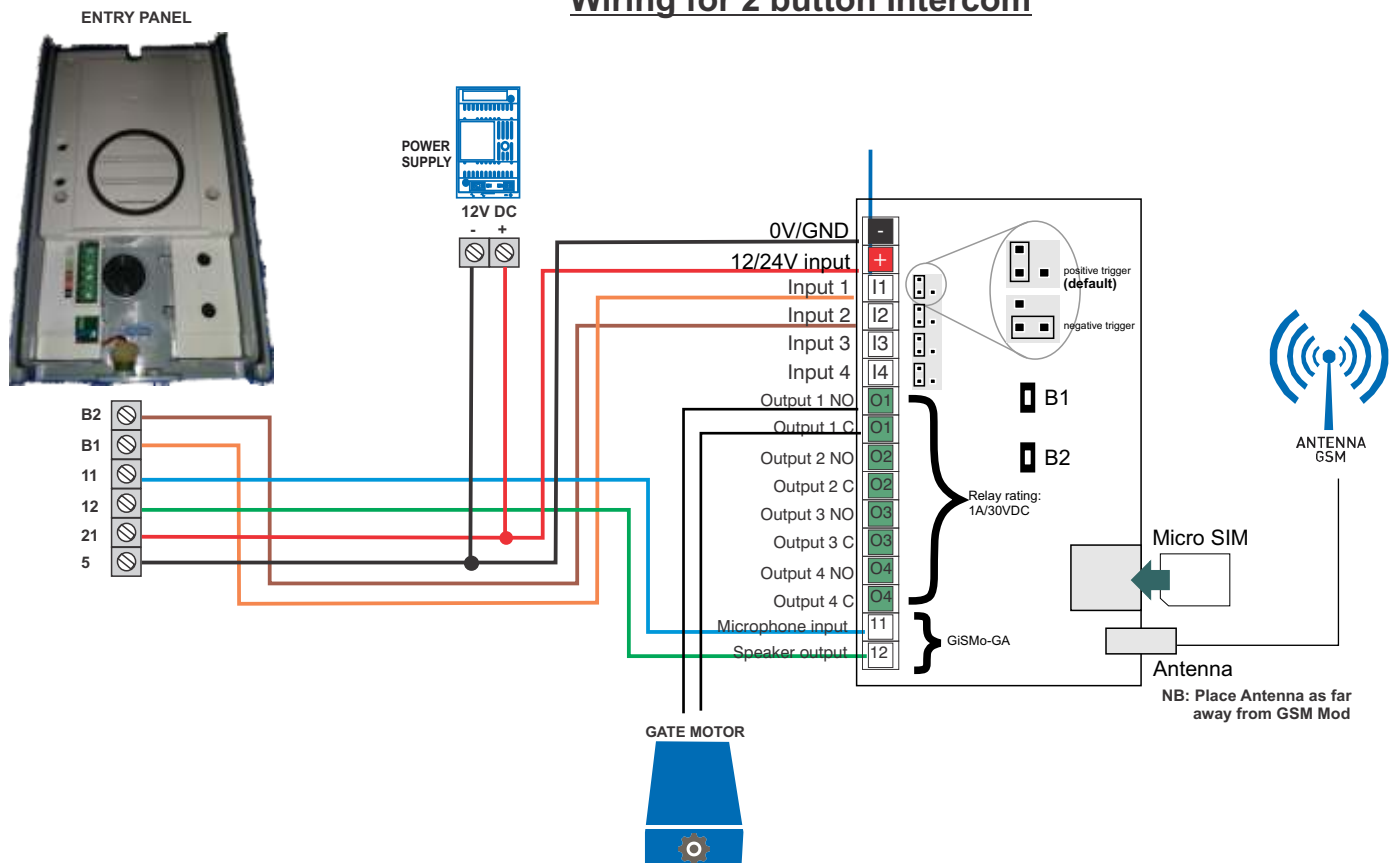 Wiring for 2 button Intercom
ENTRY PANEL
POWER
SUPPLY
12V DC
- +
0V/GND -
12/24V input +
Input 1 I1
Input 2 I2
Input 3 I3
Input 4 I4
Output 1 NO O1
Output 1 C O1
Output 2 NO O2
Output 2 C O2
Output 3 NO O3
Output 3 C O3
Output 4 NO O4
Output 4 C O4
Microphone input 11
Speaker output 12
positive trigger
(default)
negative trigger
B1
B2
Relay rating:
1A/30VDC
GiSMo-GA
Micro SIM
Antenna
NB: Place Antenna as far
away from GSM Mod
ANTENNA
GSM
B2
B1
11
12
21
5
GATE MOTOR